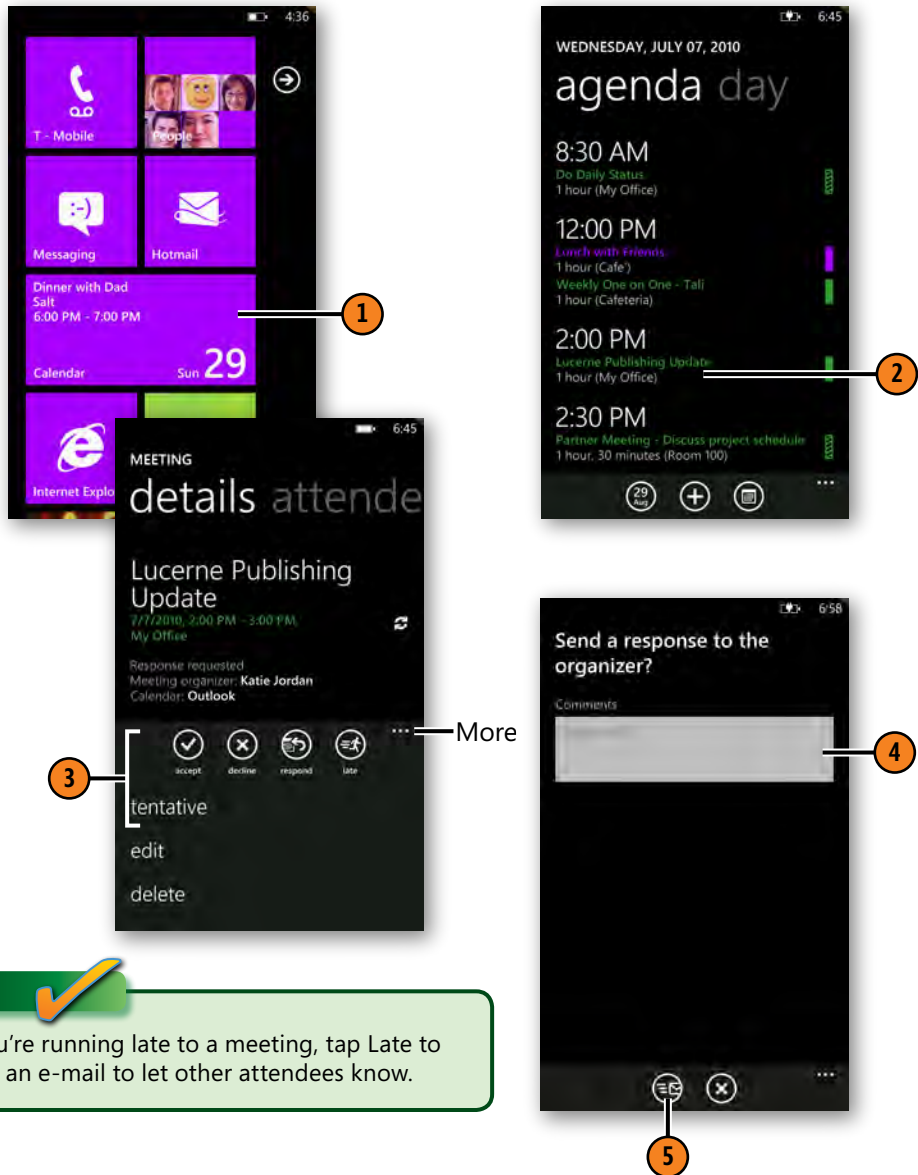 4:36
T - Mobile
People
Messaging
Hotmail
Dinner with Dad
Salt
6:00 PM - 7:00 PM
Calendar
Sun 29
Internet Explo
1
6:45
WEDNESDAY, JULY 07, 2010
agenda day
8:30 AM
Do Daily Status
1 hour (My Office)
12:00 PM
Lunch with Friends
1 hour (Cafe')
Weekly One on One - Tali
1 hour (Cafeteria)
2:00 PM
Lucerne Publishing Update
1 hour (My Office)
2:30 PM
Partner Meeting - Discuss project schedule
1 hour, 30 minutes (Room 100)
29
Aug
2
6:45
MEETING
details attende
Lucerne Publishing
Update
7/7/2010, 2:00 PM - 3:00 PM,
My Office
Response requested
Meeting organizer: Katie Jordan
Calendar: Outlook
More
accept decline respond late
tentative
edit
delete
3
6:58
Send a response to the
organizer?
Comments
4
5
u're running late to a meeting, tap Late to
an e-mail to let other attendees know.